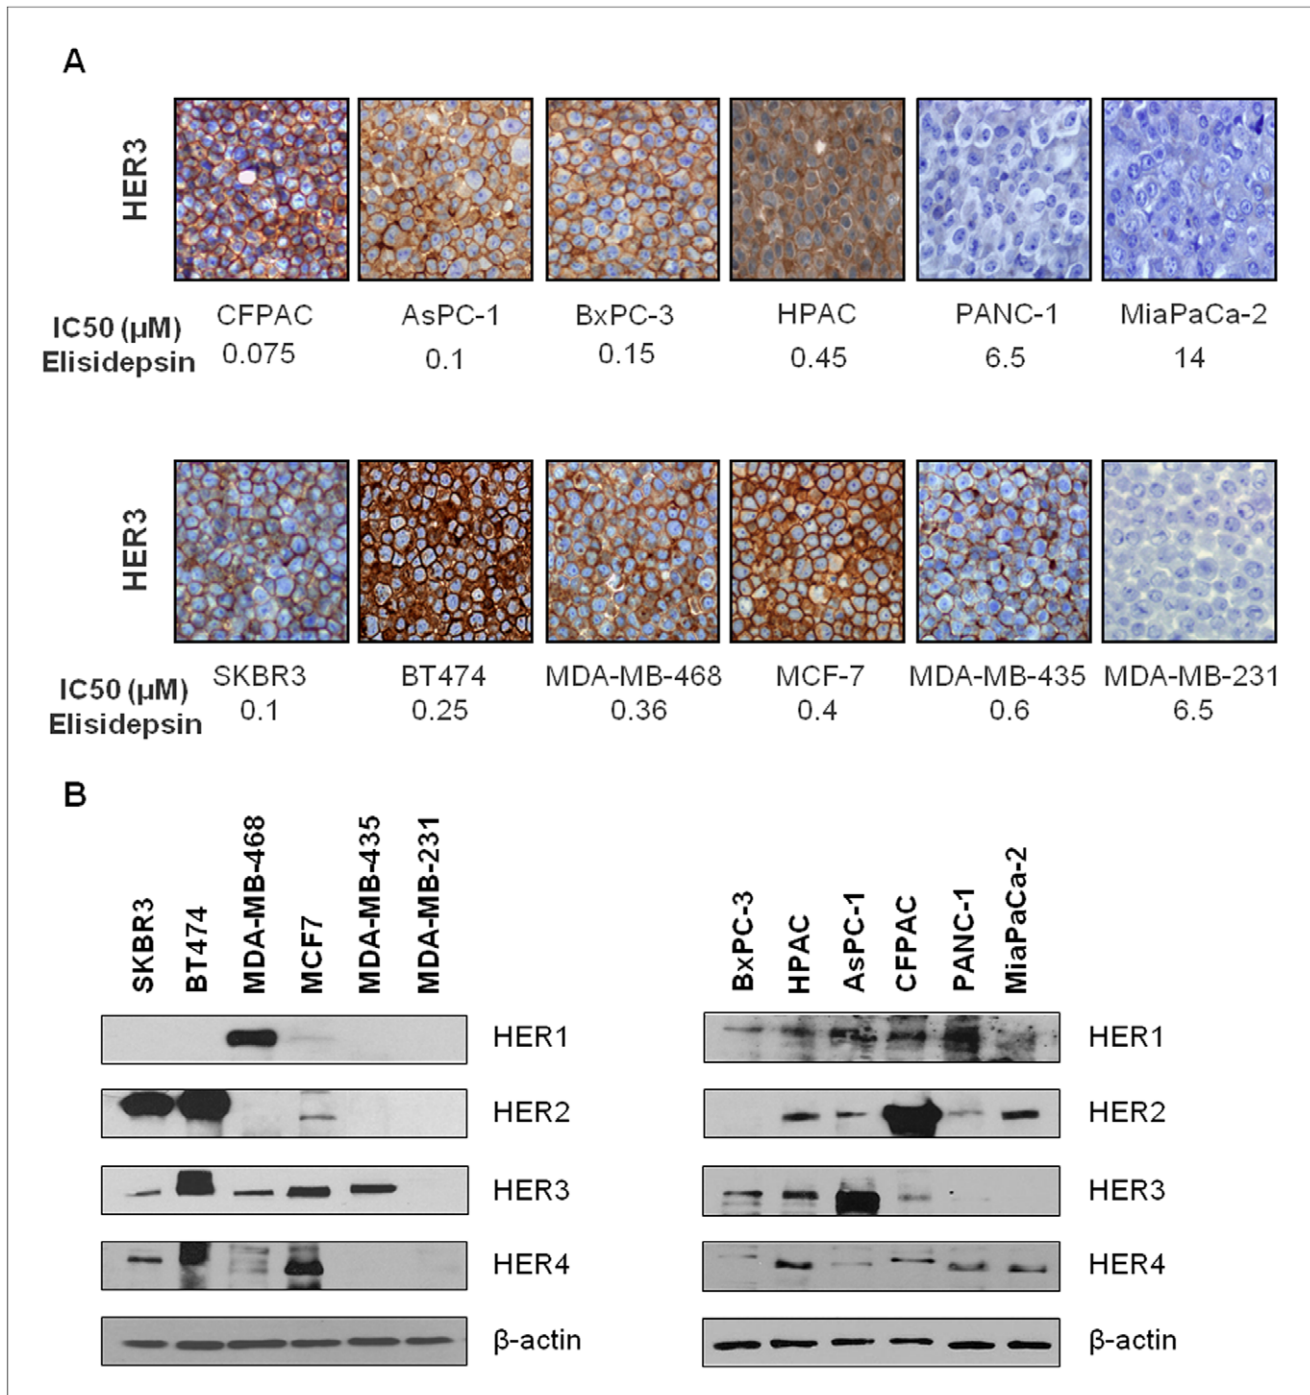 A
HER3
CFPAC AsPC-1 BxPC-3 HPAC PANC-1 MiaPaCa-2
IC50 (µM)
Elisidepsin 0.075 0.1 0.15 0.45 6.5 14
HER3
SKBR3 BT474 MDA-MB-468 MCF-7 MDA-MB-435 MDA-MB-231
IC50 (µM)
Elisidepsin 0.1 0.25 0.36 0.4 0.6 6.5
B
SKBR3
BT474
MDA-MB-468
MCF7
MDA-MB-435
MDA-MB-231
HER1
HER2
HER3
HER4
β-actin
BxPC-3
HPAC
AsPC-1
CFPAC
PANC-1
MiaPaCa-2
HER1
HER2
HER3
HER4
β-actin